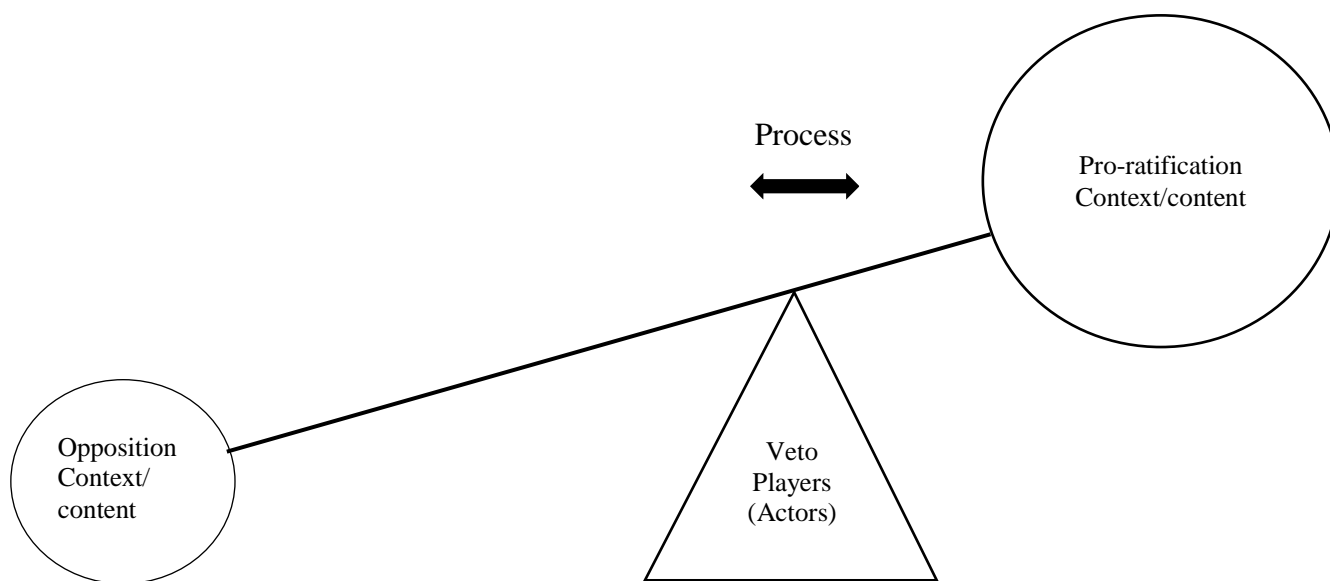 Process
Pro-ratification
Context/content
Opposition
Context/
content
Veto
Players
(Actors)